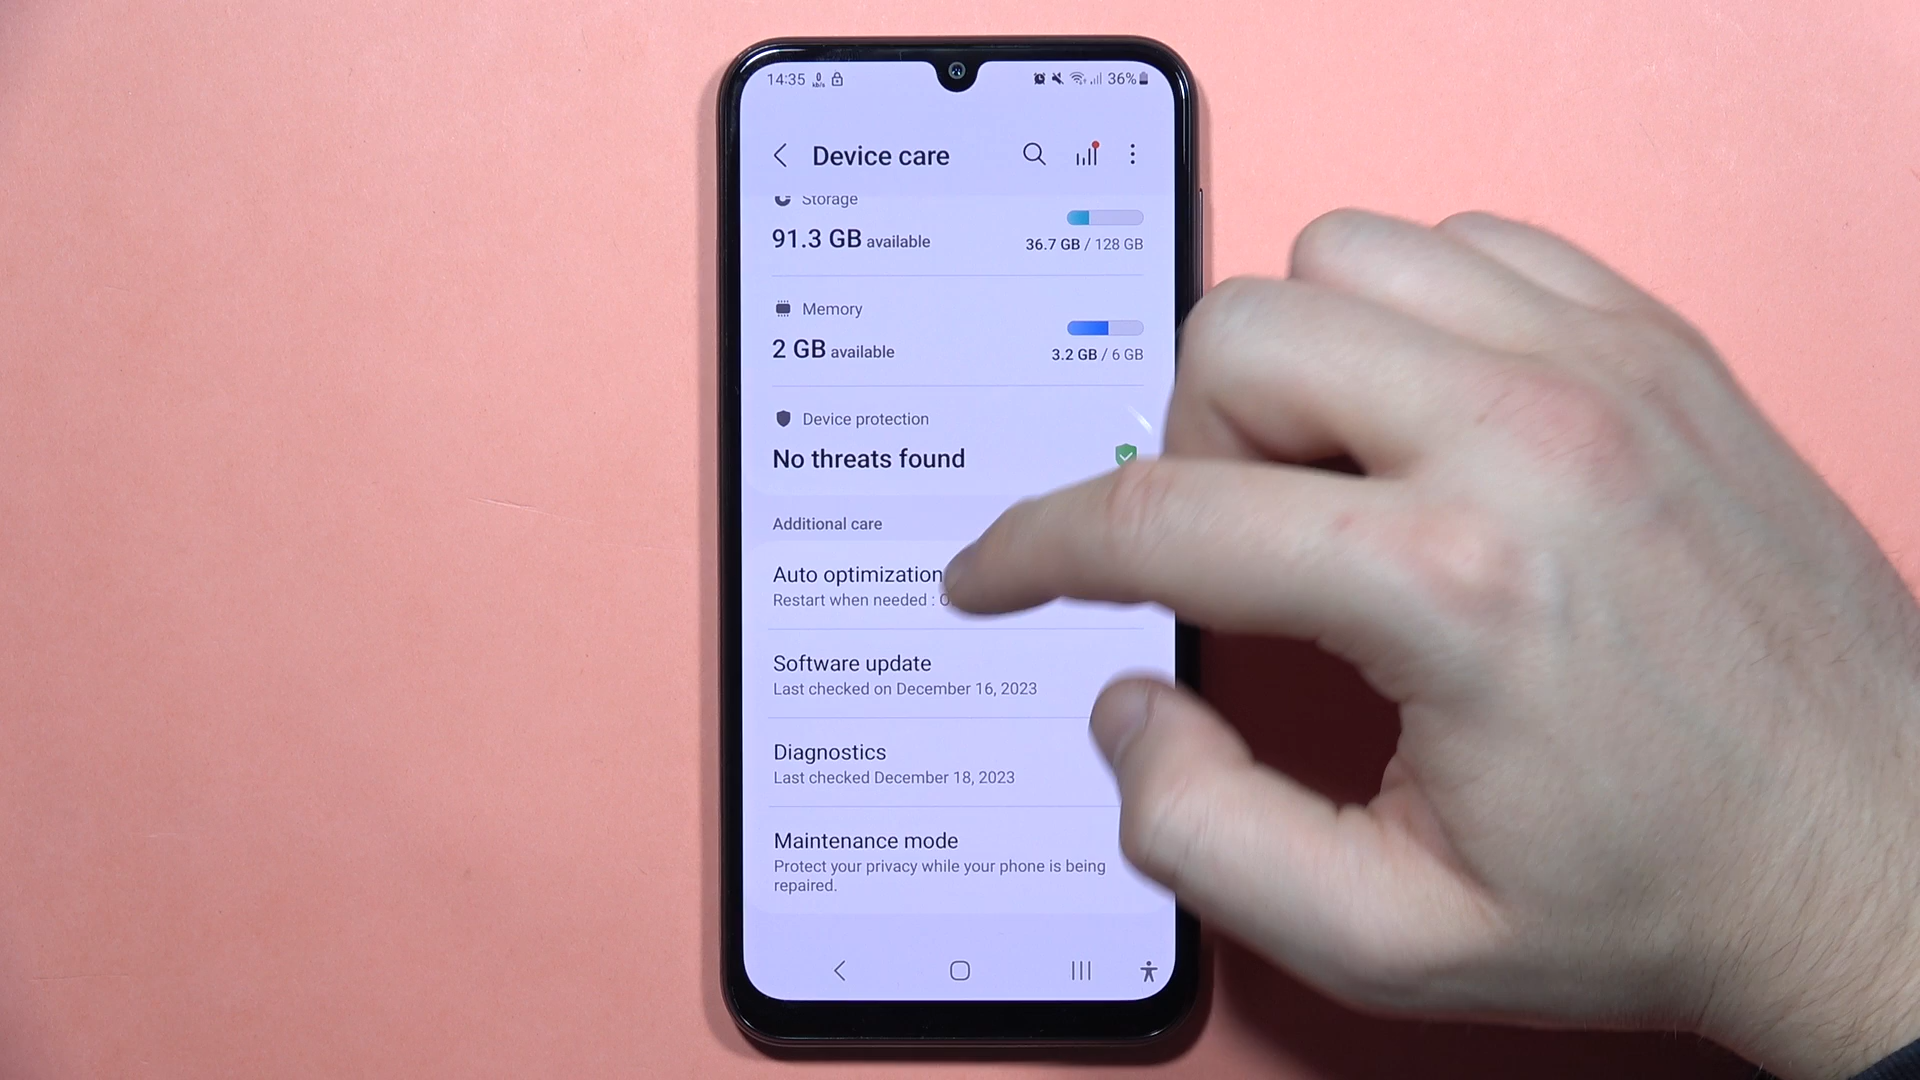 14:35
36%
Device care
Storage
91.3 GB available
36.7 GB / 128 GB
Memory
2 GB available
3.2 GB / 6 GB
Device protection
No threats found
Additional care
Auto optimization
Restart when needed :
Software update
Last checked on December 16, 2023
Diagnostics
Last checked December 18, 2023
Maintenance mode
Protect your privacy while your phone is being
repaired.